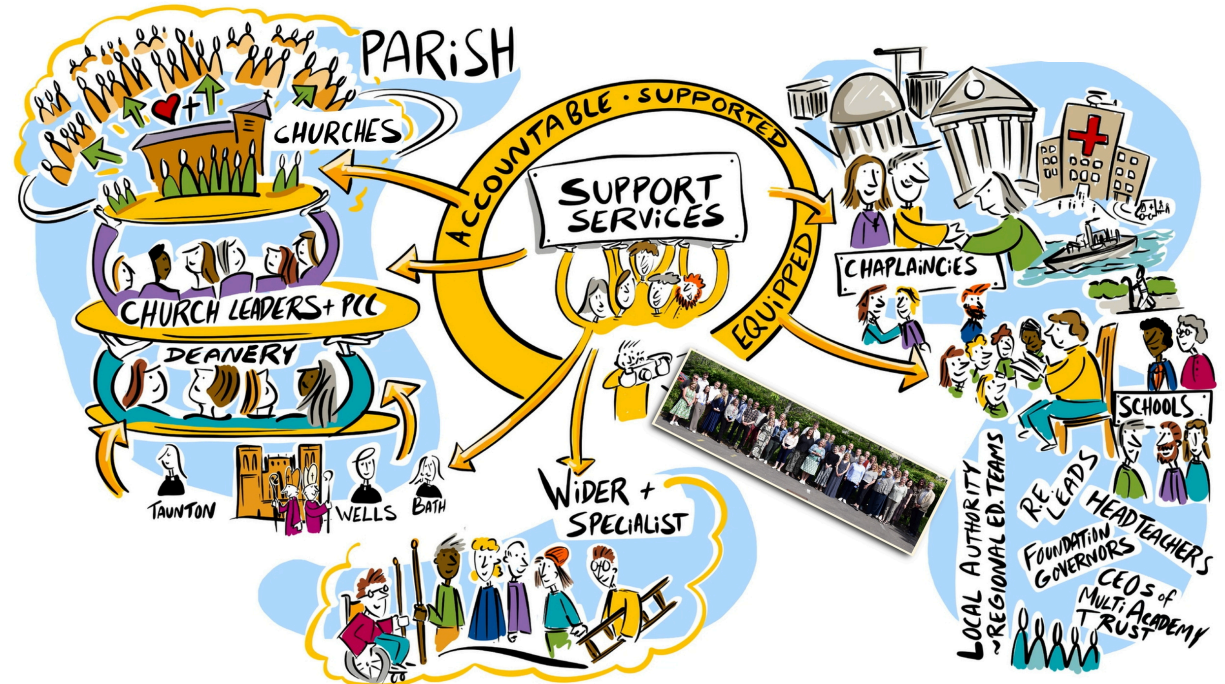 PARiSH
CHURCHES
CHURCH LEADERS + PCC
DEANERY
TAUNTON
WELLS
BATH
ACCOUNTABLE · SUPPORTED
EQUIPPED
SUPPORT
SERViCES
WiDER +
SPECiALiST
CHAPLAiNCiES
SCHOOLS
LOCAL AUTHORITY
~REGIONAL ED. TEAMS
RE
LEADS
HEADTEACHERS
FOUNDATiON
GOVERNORS
CEOs of
MULTi ACADEMY
TRUST